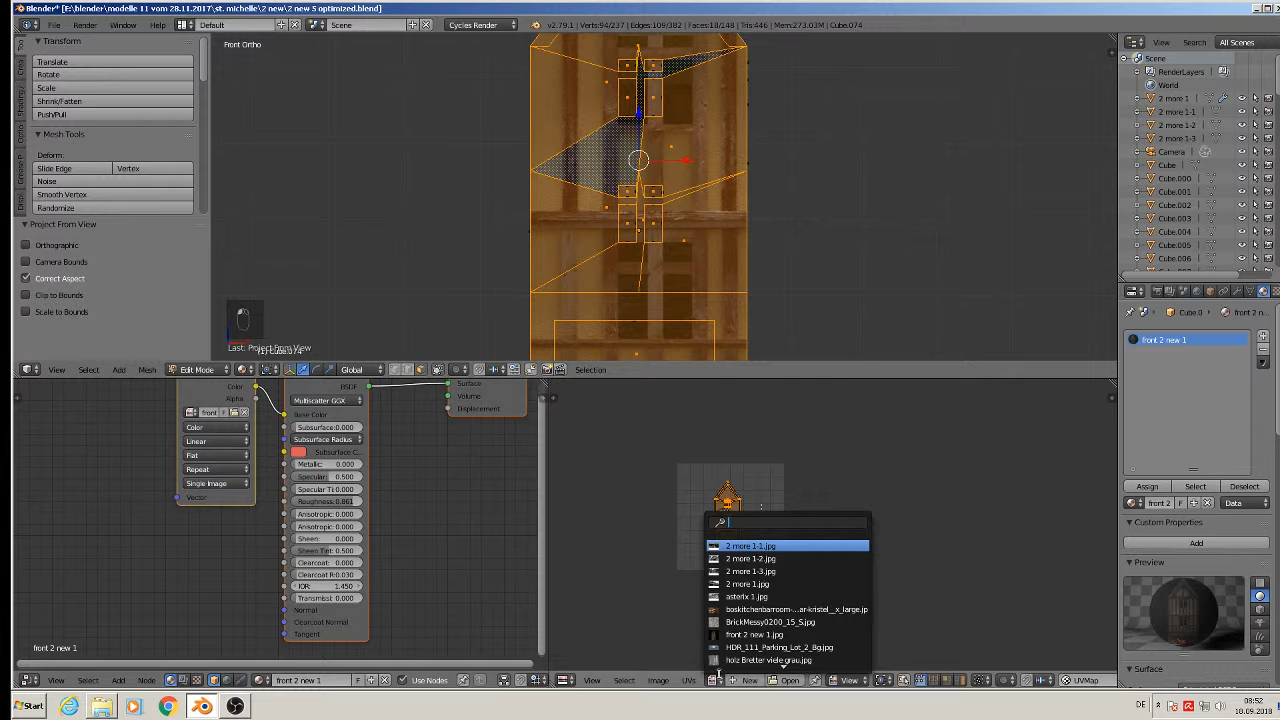 Blender* [E:\blender\modelle 11 vom 28.11.2017\st. michelle\2 new\2 new 5 optimized.blend]
File Render Window Help Default Scene Cycles Render v2.79.1 | Verts:94/237 | Edges:109/382 | Faces:18/148 | Tris:446 | Mem:273.03M | Cube.074
Transform
Translate
Rotate
Scale
Shrink/Fatten
Push/Pull
Mesh Tools
Deform:
Slide Edge Vertex
Noise
Smooth Vertex
Randomize
Project From View
Orthographic
Camera Bounds
Correct Aspect
Clip to Bounds
Scale to Bounds
Front Ortho
Last: Project From View
View Select Add Mesh Edit Mode Global Selection
View Search All Scenes
Scene
RenderLayers
World
2 more 1
2 more 1-1
2 more 1-2
2 more 1-3
Camera
Cube
Cube.000
Cube.001
Cube.002
Cube.003
Cube.004
Cube.005
Cube.006
Cube.0 front 2 n...
front 2 new 1
Assign Select Deselect
front 2 F Data
Custom Properties
Add
Preview
Surface
Color
Alpha
front F
Color
Linear
Flat
Repeat
Single Image
Vector
BSDF
Multiscatter GGX
Base Color
Subsurface:0.000
Subsurface Radius
Subsurface C...
Metallic: 0.000
Specular: 0.500
Specular Ti: 0.000
Roughness: 0.861
Anisotropic: 0.000
Anisotropic: 0.000
Sheen: 0.000
Sheen Tint: 0.500
Clearcoat: 0.000
Clearcoat R:0.030
IOR: 1.450
Transmiss: 0.000
Normal
Clearcoat Normal
Tangent
Surface
Volume
Displacement
front 2 new 1
2 more 1-1.jpg
2 more 1-2.jpg
2 more 1-3.jpg
2 more 1.jpg
asterix 1.jpg
boskitchenbarroom-...ar-kristel__x_large.jp
BrickMessy0200_15_S.jpg
front 2 new 1.jpg
HDR_111_Parking_Lot_2_Bg.jpg
holz Bretter viele grau.jpg
View Select Add Node front 2 new 1 F Use Nodes
View Select Image UVs New Open View UVMap
Start DE 08:52
18.09.2018